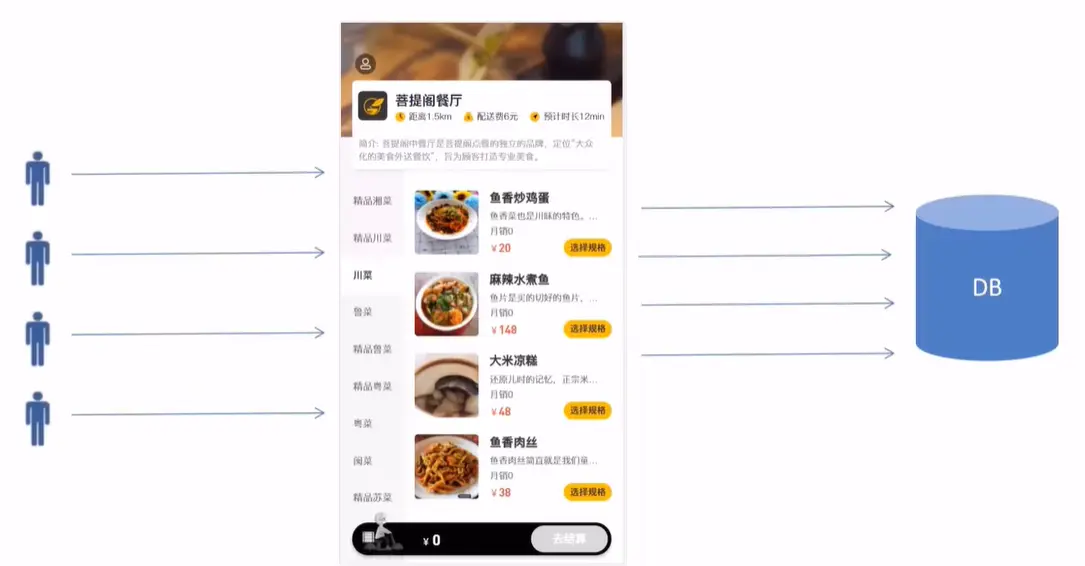 菩提阁餐厅
距离1.5km 配送费6元 预计时长12min
简介: 菩提阁中餐厅是菩提阁点餐的独立的品牌，定位“大众
化的美食外送餐饮”，旨为顾客打造专业美食。
精品湘菜
精品川菜
川菜
鲁菜
精品鲁菜
精品粤菜
粤菜
闽菜
精品苏菜
鱼香炒鸡蛋
鱼香菜也是川味的特色。...
月销0
¥20
选择规格
麻辣水煮鱼
鱼片是买的切好的鱼片，...
月销0
¥148
选择规格
大米凉糕
还原儿时的记忆，正宗米...
月销0
¥48
选择规格
鱼香肉丝
鱼香肉丝简直就是我们童...
月销0
¥38
选择规格
¥ 0
去结算
DB